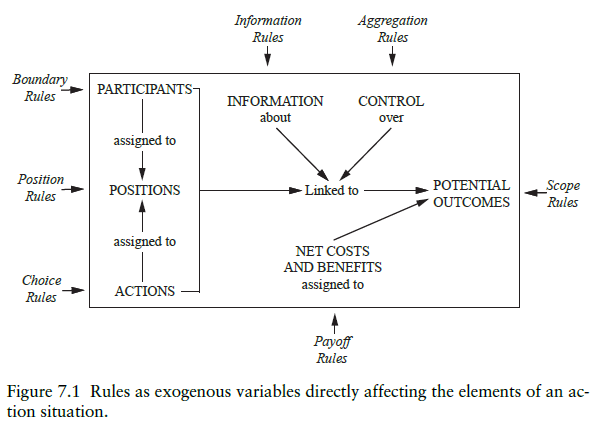 Information
Rules
Aggregation
Rules
Boundary
Rules
PARTICIPANTS
INFORMATION
about
CONTROL
over
assigned to
Position
Rules
POSITIONS
Linked to
POTENTIAL
OUTCOMES
Scope
Rules
assigned to
NET COSTS
AND BENEFITS
assigned to
Choice
Rules
ACTIONS
Payoff
Rules
Figure 7.1 Rules as exogenous variables directly affecting the elements of an ac-
tion situation.